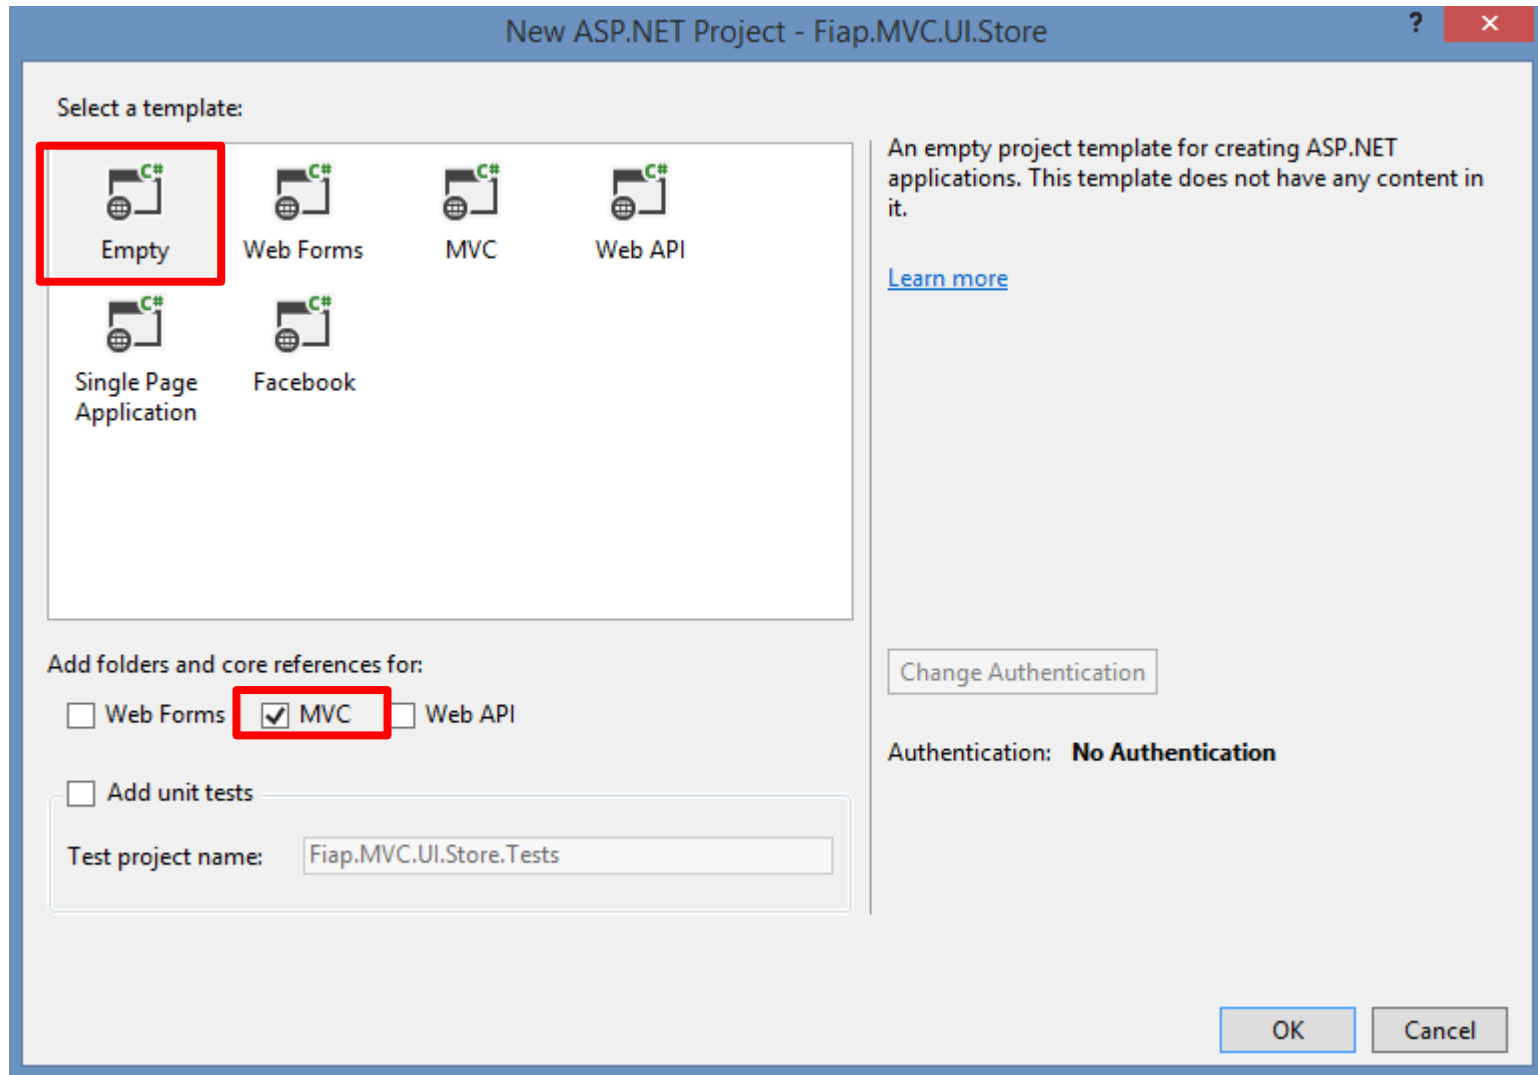 New ASP.NET Project - Fiap.MVC.UI.Store
?
Select a template:
C# C# C# C#
Empty Web Forms MVC Web API
C# C#
Single Page Facebook
Application
An empty project template for creating ASP.NET
applications. This template does not have any content in
it.
Learn more
Add folders and core references for:
Web Forms MVC Web API
Add unit tests
Test project name: Fiap.MVC.UI.Store.Tests
Change Authentication
Authentication: No Authentication
OK Cancel